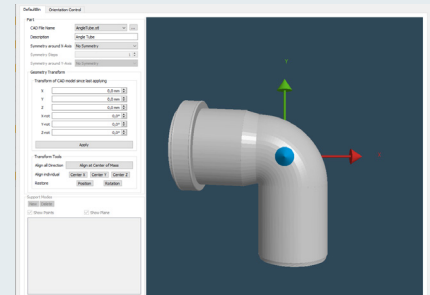 DefaultBin Orientation Control
Part
CAD File Name AngleTube.stl ...
Description Angle Tube
Symmetry around X-Axis No Symmetry
Symmetry Steps 1
Symmetry around Y-Axis No Symmetry
Geometry Transform
Transform of CAD model since last applying
X 0,0 mm
Y 0,0 mm
Z 0,0 mm
X rot 0,0°
Y rot 0,0°
Z rot 0,0°
Apply
Transform Tools
Align all Direction Align at Center of Mass
Align individual Center X Center Y Center Z
Restore Position Rotation
Support Modes
Show Points Show Plane
Y